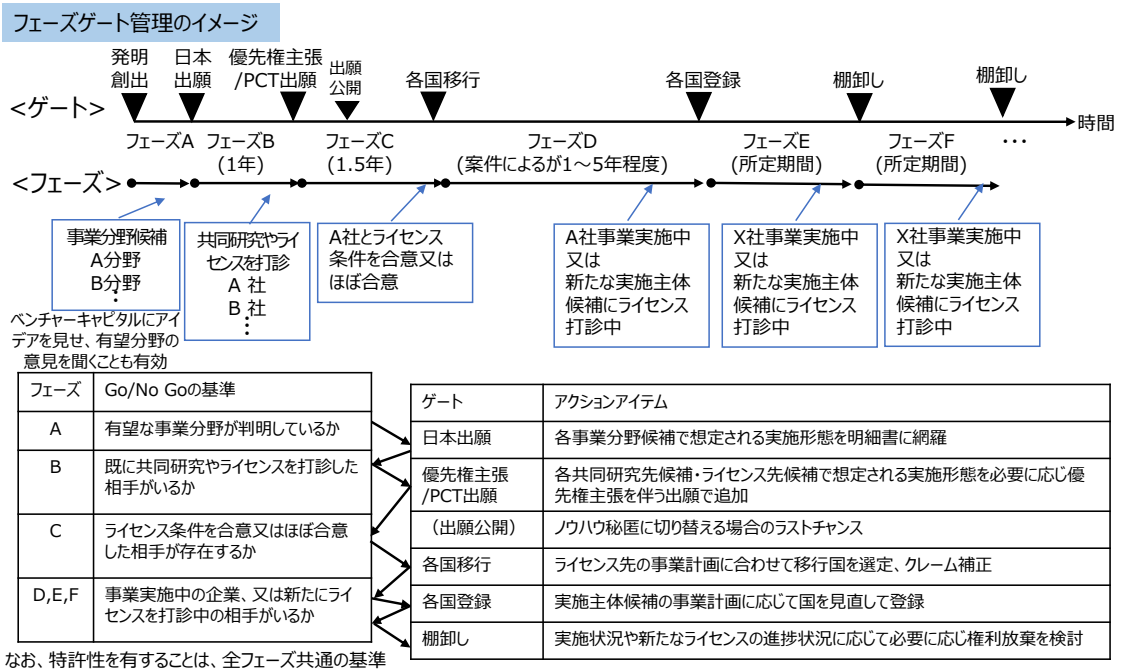 フェーズゲート管理のイメージ
発明
創出
日本
出願
優先権主張
/PCT出願
出願
公開
各国移行
各国登録
棚卸し
棚卸し
<ゲート>
時間
フェーズA
フェーズB
(1年)
フェーズC
(1.5年)
フェーズD
(案件によるが1～5年程度)
フェーズE
(所定期間)
フェーズF
(所定期間)
…
<フェーズ>
事業分野候補
A分野
B分野
：
共同研究やライ
センスを打診
A 社
B 社
⋮
A社とライセンス
条件を合意又は
ほぼ合意
A社事業実施中
又は
新たな実施主体
候補にライセンス
打診中
X社事業実施中
又は
新たな実施主体
候補にライセンス
打診中
X社事業実施中
又は
新たな実施主体
候補にライセンス
打診中
ベンチャーキャピタルにアイ
デアを見せ、有望分野の
意見を聞くことも有効
フェーズ Go/No Goの基準
A 有望な事業分野が判明しているか
B 既に共同研究やライセンスを打診した
相手がいるか
C ライセンス条件を合意又はほぼ合意
した相手が存在するか
D,E,F 事業実施中の企業、又は新たにライ
センスを打診中の相手がいるか
なお、特許性を有することは、全フェーズ共通の基準
ゲート アクションアイテム
日本出願 各事業分野候補で想定される実施形態を明細書に網羅
優先権主張 各共同研究先候補・ライセンス先候補で想定される実施形態を必要に応じ優
/PCT出願 先権主張を伴う出願で追加
（出願公開） ノウハウ秘匿に切り替える場合のラストチャンス
各国移行 ライセンス先の事業計画に合わせて移行国を選定、クレーム補正
各国登録 実施主体候補の事業計画に応じて国を見直して登録
棚卸し 実施状況や新たなライセンスの進捗状況に応じて必要に応じ権利放棄を検討